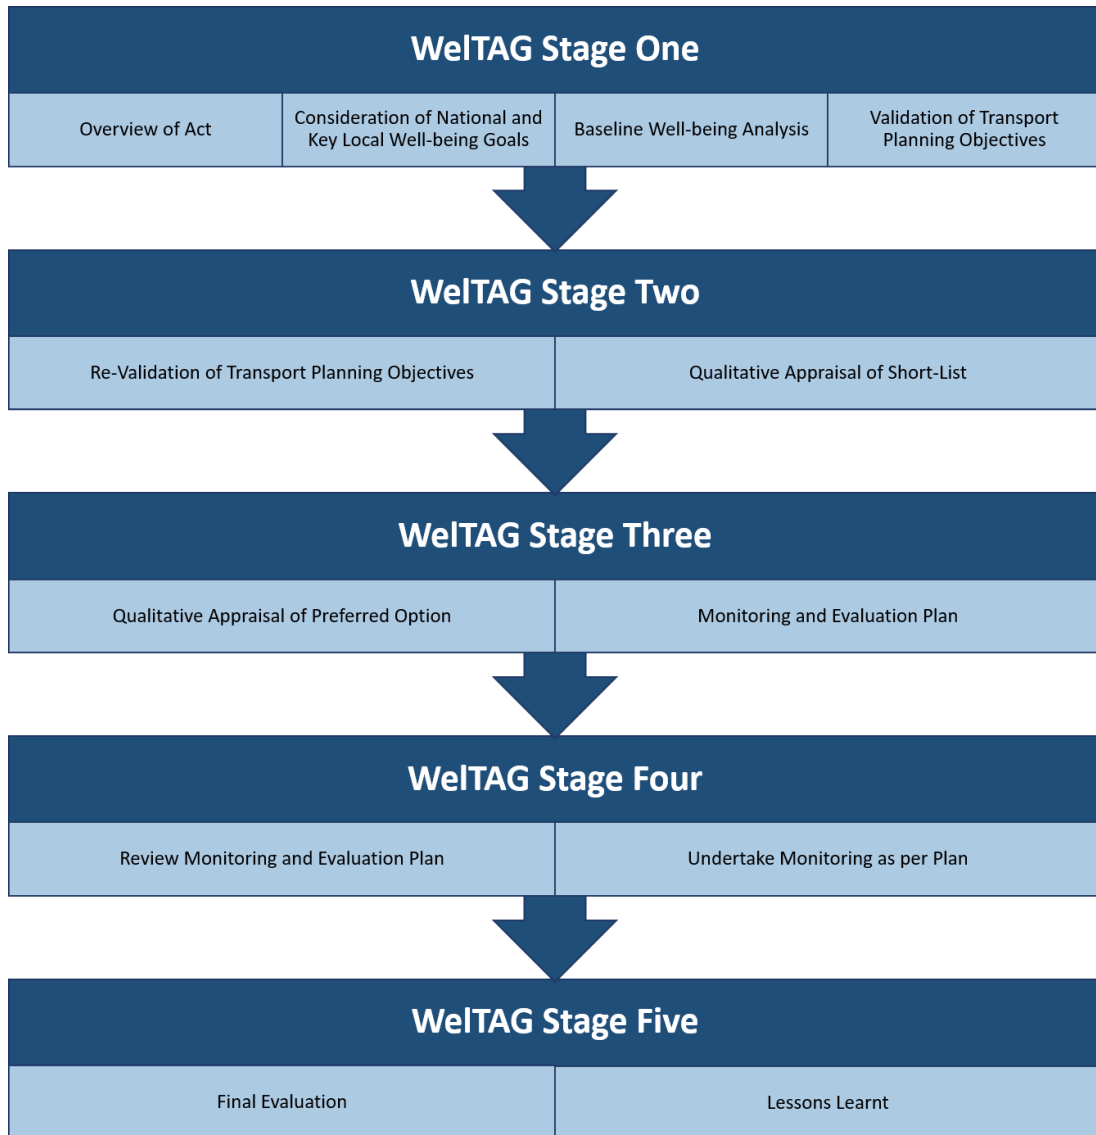 WelTAG Stage One
Overview of Act
Consideration of National and
Key Local Well-being Goals
Baseline Well-being Analysis
Validation of Transport
Planning Objectives
WelTAG Stage Two
Re-Validation of Transport Planning Objectives
Qualitative Appraisal of Short-List
WelTAG Stage Three
Qualitative Appraisal of Preferred Option
Monitoring and Evaluation Plan
WelTAG Stage Four
Review Monitoring and Evaluation Plan
Undertake Monitoring as per Plan
WelTAG Stage Five
Final Evaluation
Lessons Learnt